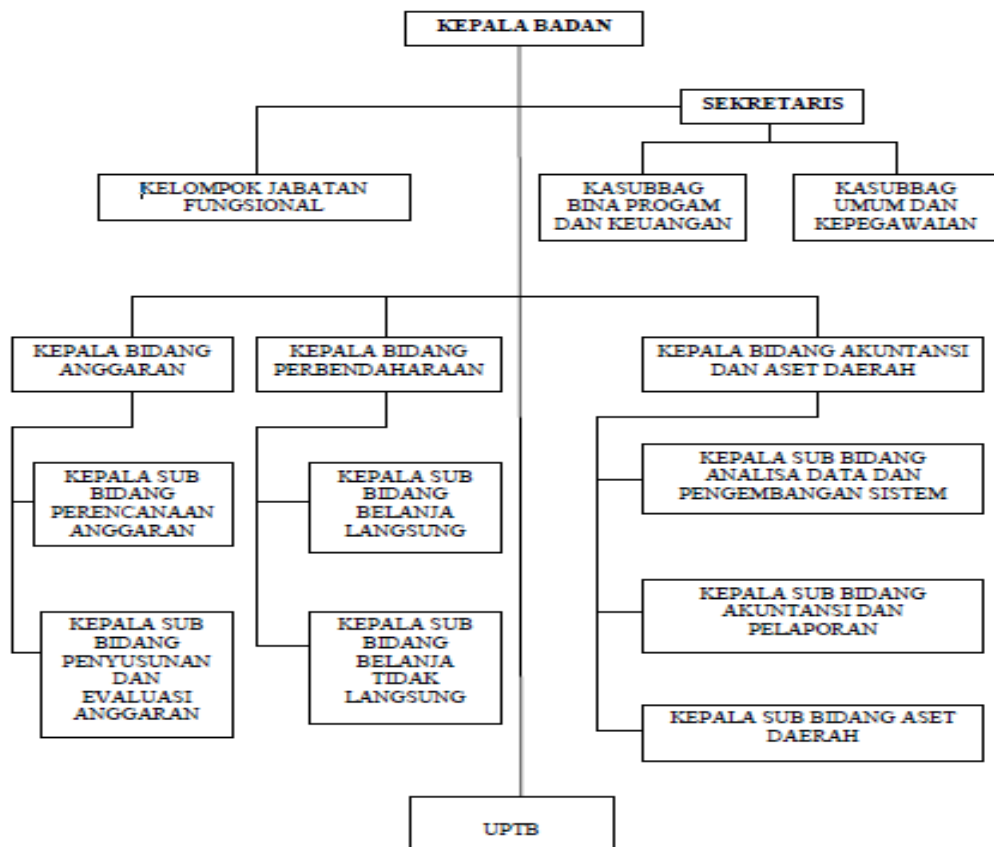 KEPALA BADAN
SEKRETARIS
KELOMPOK JABATAN
FUNGSIONAL
KASUBBAG
BINA PROGAM
DAN KEUANGAN
KASUBBAG
UMUM DAN
KEPEGAWAIAN
KEPALA BIDANG
ANGGARAN
KEPALA BIDANG
PERBENDAHARAAN
KEPALA BIDANG AKUNTANSI
DAN ASET DAERAH
KEPALA SUB
BIDANG
PERENCANAAN
ANGGARAN
KEPALA SUB
BIDANG
BELANJA
LANGSUNG
KEPALA SUB BIDANG
ANALISA DATA DAN
PENGEMBANGAN SISTEM
KEPALA SUB
BIDANG
PENYUSUNAN
DAN
EVALUASI
ANGGARAN
KEPALA SUB
BIDANG
BELANJA
TIDAK
LANGSUNG
KEPALA SUB BIDANG
AKUNTANSI DAN
PELAPORAN
KEPALA SUB BIDANG ASET
DAERAH
UPTB